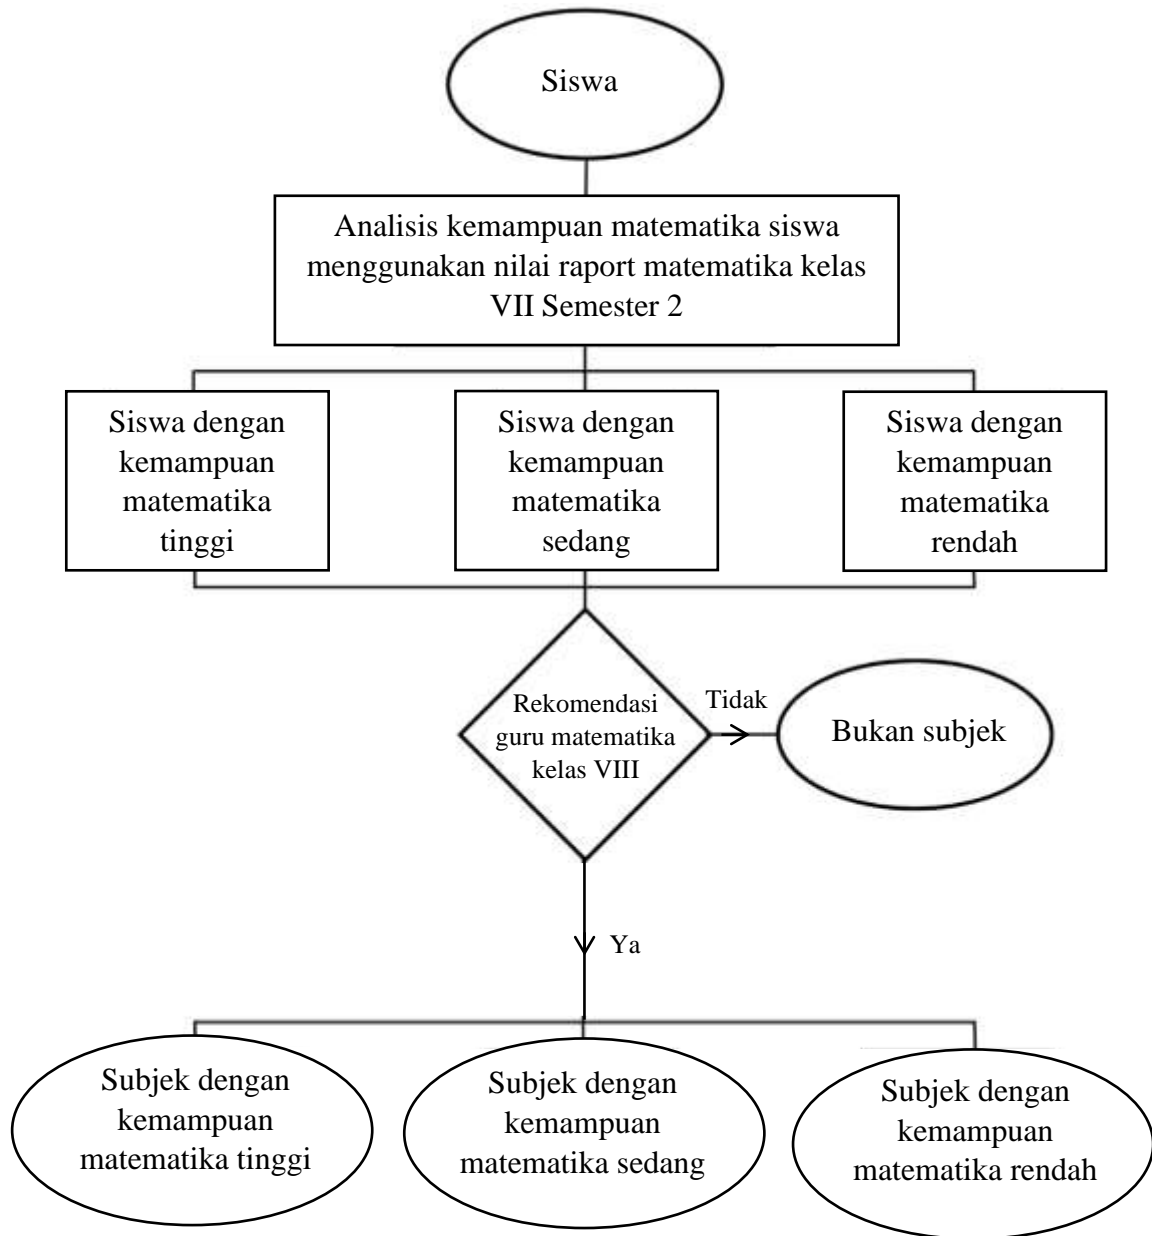 Siswa
Analisis kemampuan matematika siswa
menggunakan nilai raport matematika kelas
VII Semester 2
Siswa dengan
kemampuan
matematika
tinggi
Siswa dengan
kemampuan
matematika
sedang
Siswa dengan
kemampuan
matematika
rendah
Rekomendasi
guru matematika
kelas VIII
Tidak
Bukan subjek
Ya
Subjek dengan
kemampuan
matematika tinggi
Subjek dengan
kemampuan
matematika sedang
Subjek dengan
kemampuan
matematika rendah